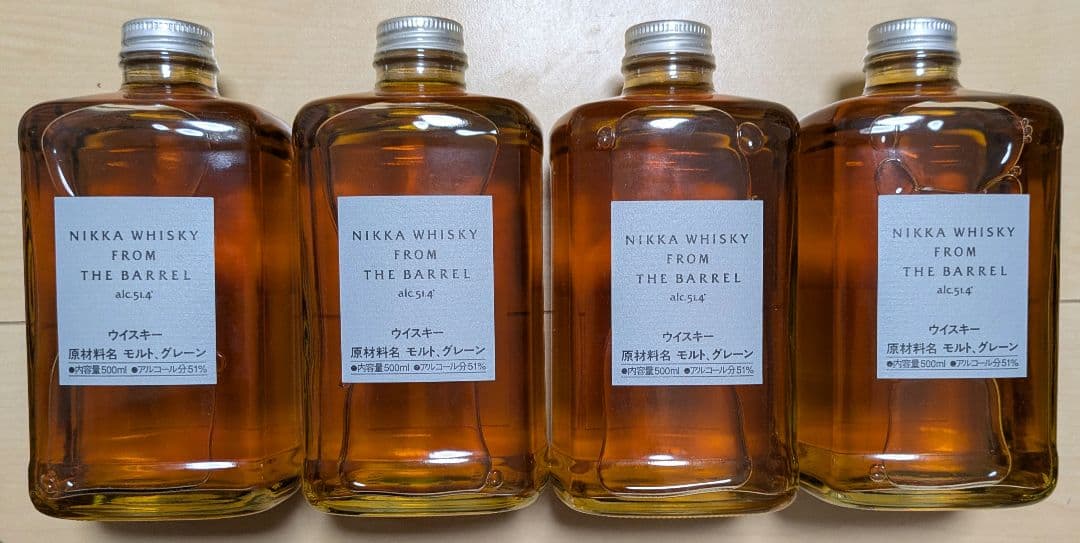 NIKKA WHISKY
FROM
THE BARREL
alc.51.4°
ウイスキー
原材料名 モルト、グレーン
●内容量500ml ●アルコール分51%
NIKKA WHISKY
FROM
THE BARREL
alc.51.4°
ウイスキー
原材料名 モルト、グレーン
●内容量500ml ●アルコール分51%
NIKKA WHISKY
FROM
THE BARREL
alc.51.4°
ウイスキー
原材料名 モルト、グレーン
●内容量500ml ●アルコール分51%
NIKKA WHISKY
FROM
THE BARREL
alc.51.4°
ウイスキー
原材料名 モルト、グレーン
●内容量500ml ●アルコール分51%